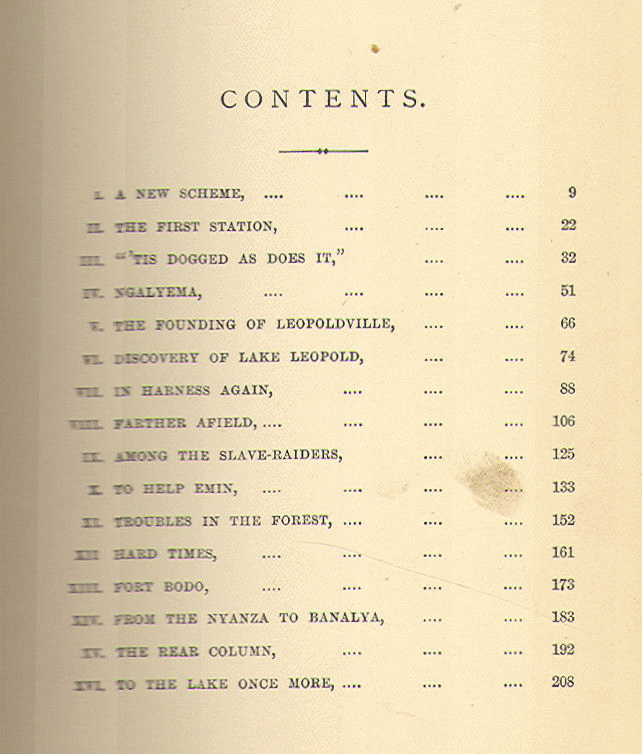 CONTENTS.
I. A NEW SCHEME, .... .... .... .... 9
II. THE FIRST STATION, .... .... .... 22
III. "'TIS DOGGED AS DOES IT," .... .... 32
IV. NGALYEMA, .... .... .... .... 51
V. THE FOUNDING OF LEOPOLDVILLE, .... .... 66
VI. DISCOVERY OF LAKE LEOPOLD, .... .... 74
VII. IN HARNESS AGAIN, .... .... .... 88
VIII. FARTHER AFIELD, .... .... .... .... 106
IX. AMONG THE SLAVE-RAIDERS, .... .... 125
X. TO HELP EMIN, .... .... .... .... 133
XI. TROUBLES IN THE FOREST, .... .... .... 152
XII HARD TIMES, .... .... .... .... 161
XIII. FORT BODO, .... .... .... .... 173
XIV. FROM THE NYANZA TO BANALYA, .... .... 183
XV. THE REAR COLUMN, .... .... .... 192
XVI. TO THE LAKE ONCE MORE, .... .... .... 208